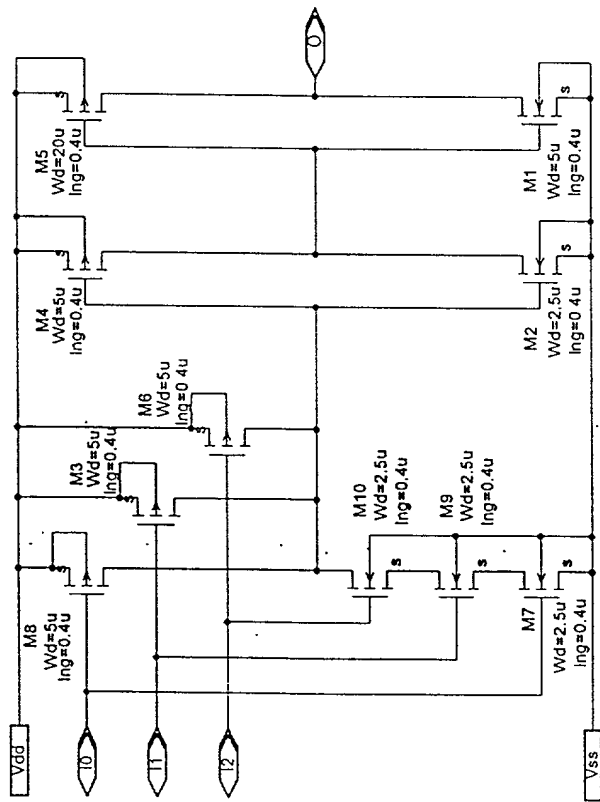 Vdd
I0
I1
I2
Vss
M8
Wd=5u
lng=0.4u
M3
Wd=5u
lng=0.4u
M6
Wd=5u
lng=0.4u
M4
Wd=5u
lng=0.4u
M5
Wd=20u
lng=0.4u
M10
Wd=2.5u
lng=0.4u
M9
Wd=2.5u
lng=0.4u
M7
Wd=2.5u
lng=0.4u
M2
Wd=2.5u
lng=0.4u
M1
Wd=5u
lng=0.4u
O
s
s
s
s
s
s
s
s
s
s